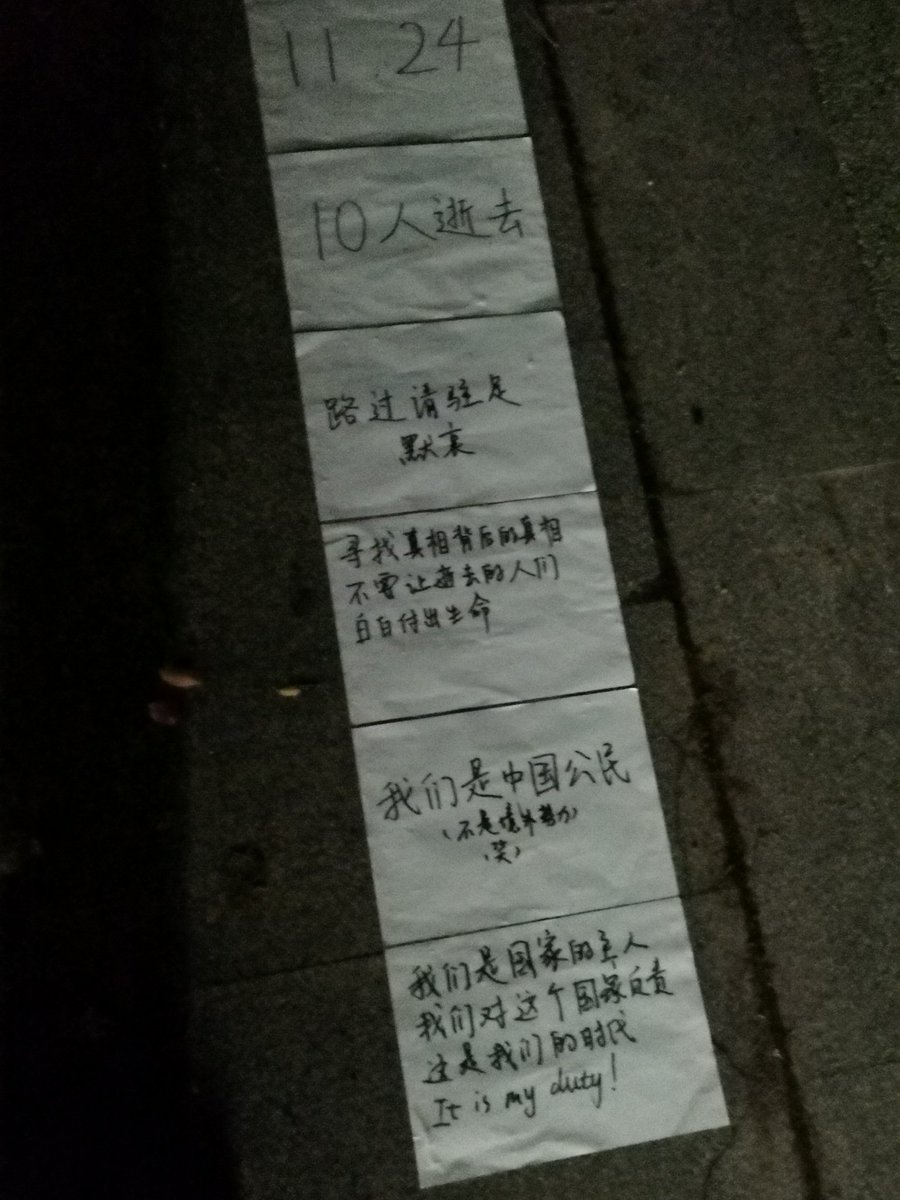 11.24
10人逝去
路过请驻足
默哀
寻找真相背后的真相
不要让逝去的人们
白白付出生命
我们是中国公民
(不是境外势力)
(笑)
我们是国家的主人
我们对这个国家负责
这是我们的时代
It is my duty!